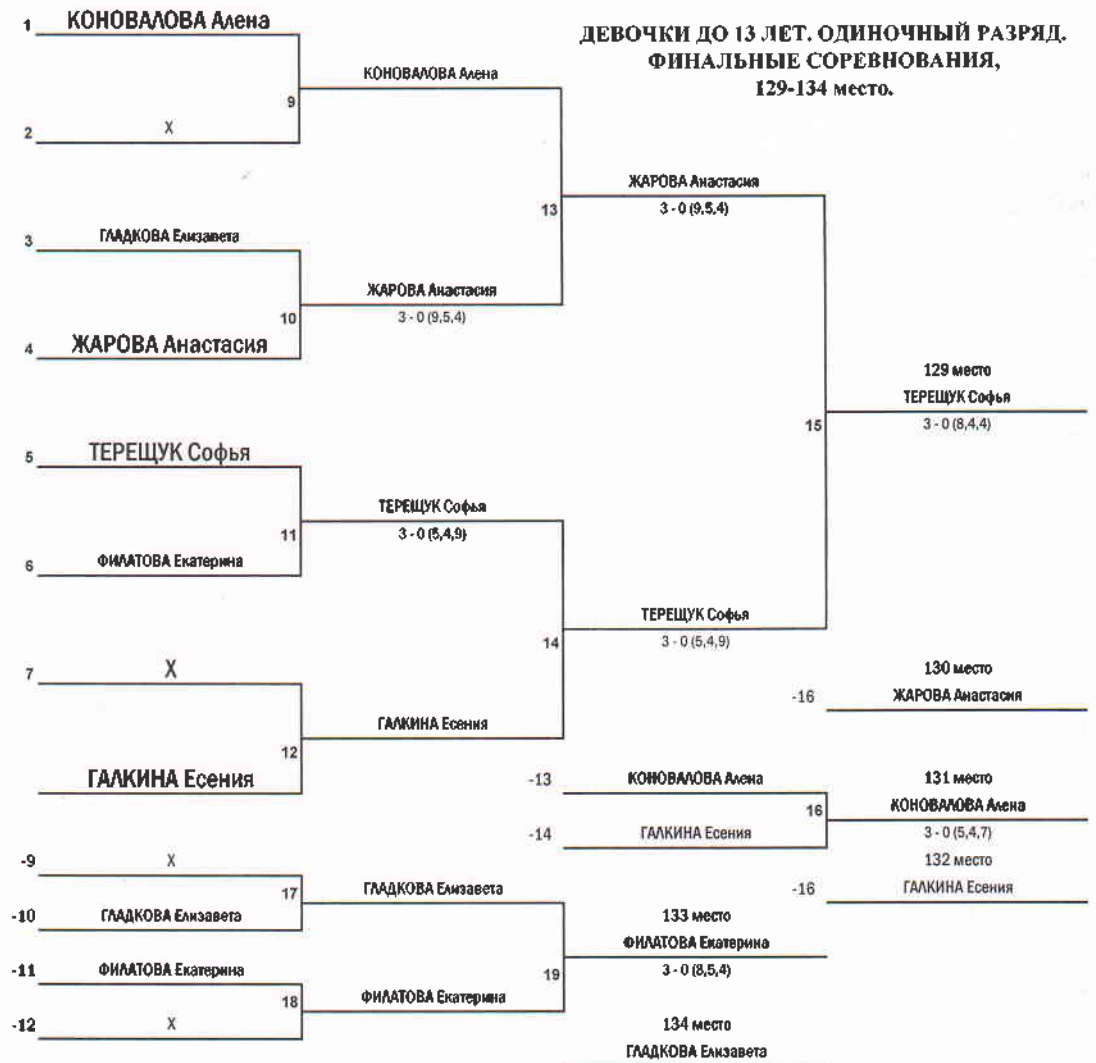 ДЕВОЧКИ ДО 13 ЛЕТ. ОДИНОЧНЫЙ РАЗРЯД.
ФИНАЛЬНЫЕ СОРЕВНОВАНИЯ,
129-134 место.
1 КОНОВАЛОВА Алена
КОНОВАЛОВА Алена
9
2 X
ЖАРОВА Анастасия
13 3 - 0 (9,5,4)
3 ГЛАДКОВА Елизавета
ЖАРОВА Анастасия
10 3 - 0 (9,5,4)
4 ЖАРОВА Анастасия
129 место
ТЕРЕЩУК Софья
15 3 - 0 (8,4,4)
5 ТЕРЕЩУК Софья
ТЕРЕЩУК Софья
11 3 - 0 (5,4,9)
6 ФИЛАТОВА Екатерина
ТЕРЕЩУК Софья
14 3 - 0 (5,4,9)
7 X
130 место
-16 ЖАРОВА Анастасия
ГАЛКИНА Есения
12
ГАЛКИНА Есения
-13 КОНОВАЛОВА Алена
131 место
16 КОНОВАЛОВА Алена
-14 ГАЛКИНА Есения
3 - 0 (5,4,7)
132 место
-16 ГАЛКИНА Есения
-9 X
17 ГЛАДКОВА Елизавета
-10 ГЛАДКОВА Елизавета
133 место
ФИЛАТОВА Екатерина
19 3 - 0 (8,5,4)
-11 ФИЛАТОВА Екатерина
18 ФИЛАТОВА Екатерина
-12 X
134 место
ГЛАДКОВА Елизавета